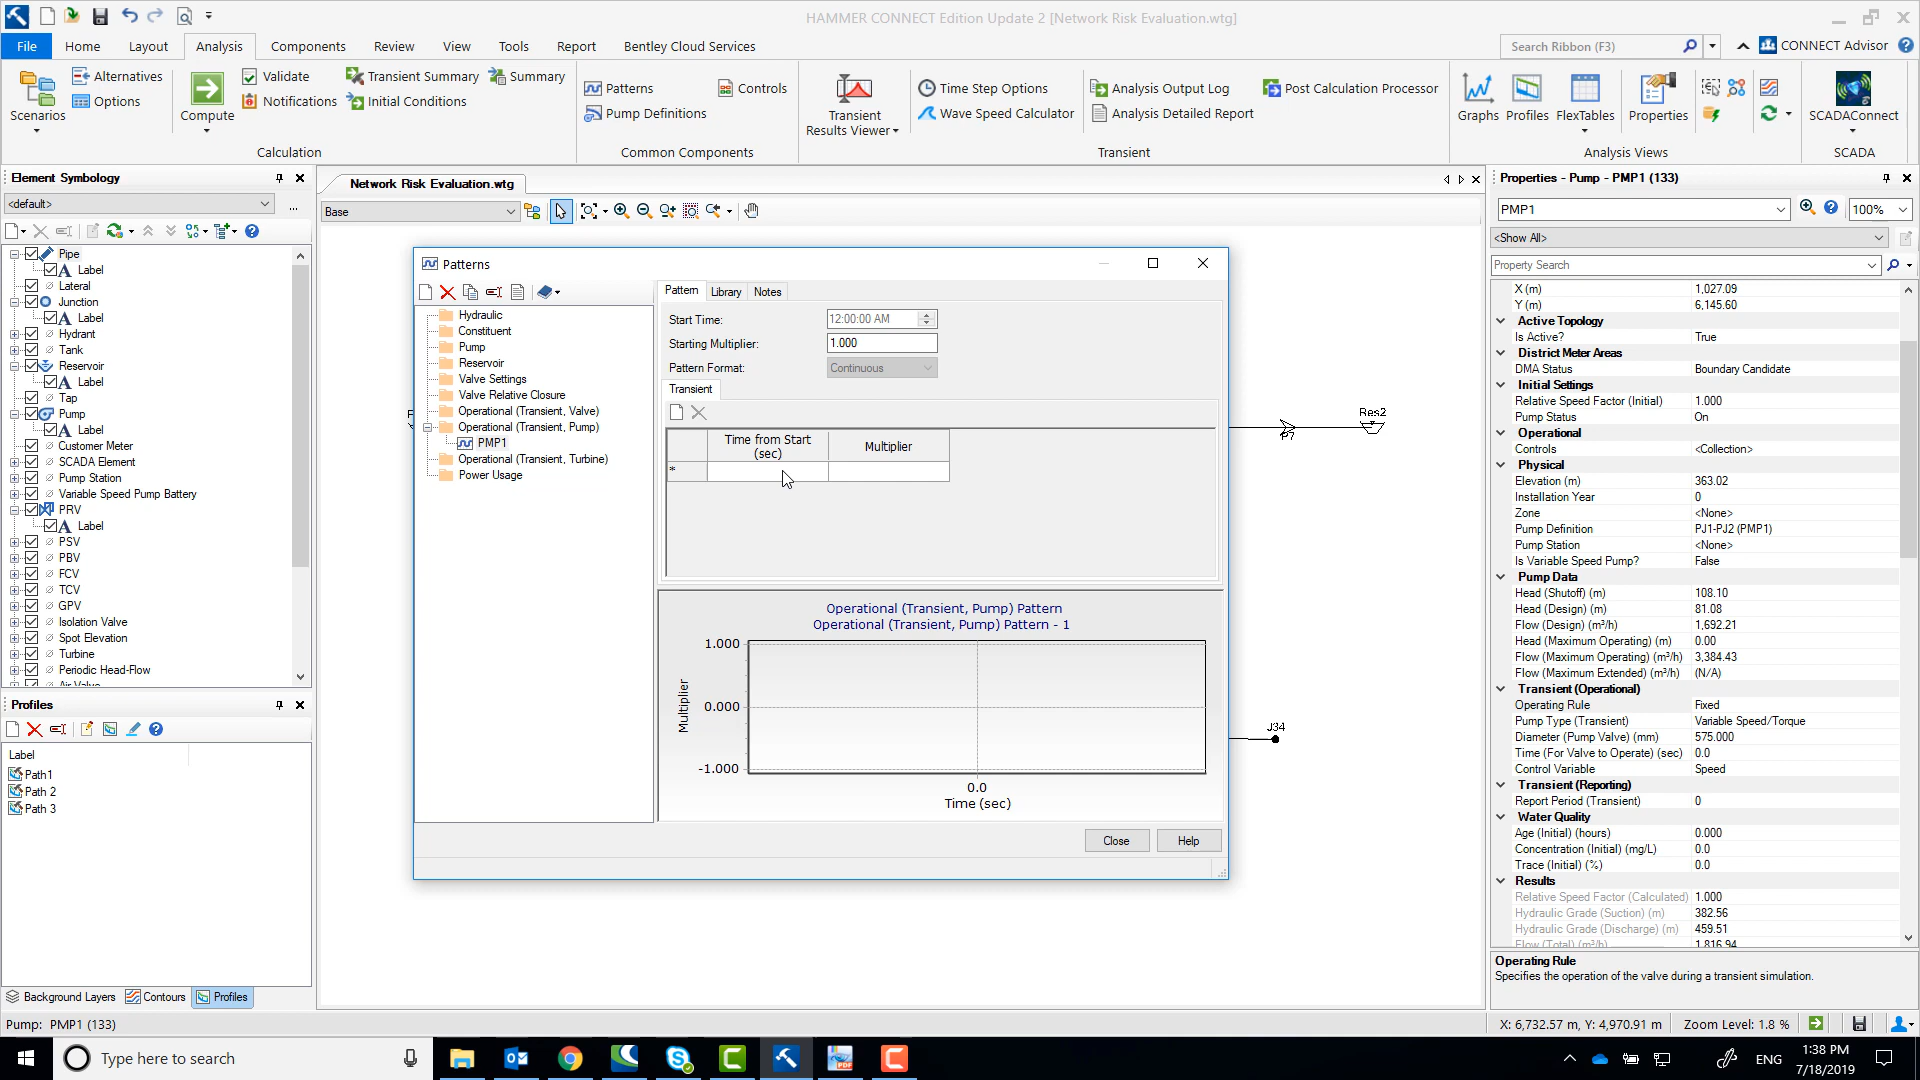 HAMMER CONNECT Edition Update 2 [Network Risk Evaluation.wtg]
File Home Layout Analysis Components Review View Tools Report Bentley Cloud Services
Search Ribbon (F3)
CONNECT Advisor
Scenarios
Alternatives
Options
Compute
Validate
Notifications
Transient Summary
Summary
Initial Conditions
Calculation
Patterns
Controls
Pump Definitions
Common Components
Transient
Results Viewer
Time Step Options
Wave Speed Calculator
Analysis Output Log
Analysis Detailed Report
Post Calculation Processor
Transient
Graphs
Profiles
FlexTables
Properties
Analysis Views
SCADAConnect
SCADA
Element Symbology
<default>
...
Pipe
Label
Lateral
Junction
Label
Hydrant
Tank
Reservoir
Label
Tap
Pump
Label
Customer Meter
SCADA Element
Pump Station
Variable Speed Pump Battery
PRV
Label
PSV
PBV
FCV
TCV
GPV
Isolation Valve
Spot Elevation
Turbine
Periodic Head-Flow
Air Valve
Profiles
Label
Path1
Path 2
Path 3
Background Layers
Contours
Profiles
Pump: PMP1 (133)
Network Risk Evaluation.wtg
Base
Res2
P7
J34
Patterns
Hydraulic
Constituent
Pump
Reservoir
Valve Settings
Valve Relative Closure
Operational (Transient, Valve)
Operational (Transient, Pump)
PMP1
Operational (Transient, Turbine)
Power Usage
Pattern Library Notes
Start Time: 12:00:00 AM
Starting Multiplier: 1.000
Pattern Format: Continuous
Transient
Time from Start
(sec)
Multiplier
*
Operational (Transient, Pump) Pattern
Operational (Transient, Pump) Pattern - 1
1.000
0.000
-1.000
Multiplier
0.0
Time (sec)
Close
Help
Properties - Pump - PMP1 (133)
PMP1
100%
<Show All>
Property Search
X (m) 1,027.09
Y (m) 6,145.60
Active Topology
Is Active? True
District Meter Areas
DMA Status Boundary Candidate
Initial Settings
Relative Speed Factor (Initial) 1.000
Pump Status On
Operational
Controls <Collection>
Physical
Elevation (m) 363.02
Installation Year 0
Zone <None>
Pump Definition PJ1-PJ2 (PMP1)
Pump Station <None>
Is Variable Speed Pump? False
Pump Data
Head (Shutoff) (m) 108.10
Head (Design) (m) 81.08
Flow (Design) (m³/h) 1,692.21
Head (Maximum Operating) (m) 0.00
Flow (Maximum Operating) (m³/h) 3,384.43
Flow (Maximum Extended) (m³/h) (N/A)
Transient (Operational)
Operating Rule Fixed
Pump Type (Transient) Variable Speed/Torque
Diameter (Pump Valve) (mm) 575.000
Time (For Valve to Operate) (sec) 0.0
Control Variable Speed
Transient (Reporting)
Report Period (Transient) 0
Water Quality
Age (Initial) (hours) 0.000
Concentration (Initial) (mg/L) 0.0
Trace (Initial) (%) 0.0
Results
Relative Speed Factor (Calculated) 1.000
Hydraulic Grade (Suction) (m) 382.56
Hydraulic Grade (Discharge) (m) 459.51
Flow (Total) (m³/h) 1,816.94
Operating Rule
Specifies the operation of the valve during a transient simulation.
X: 6,732.57 m, Y: 4,970.91 m
Zoom Level: 1.8 %
Type here to search
ENG
1:38 PM
7/18/2019